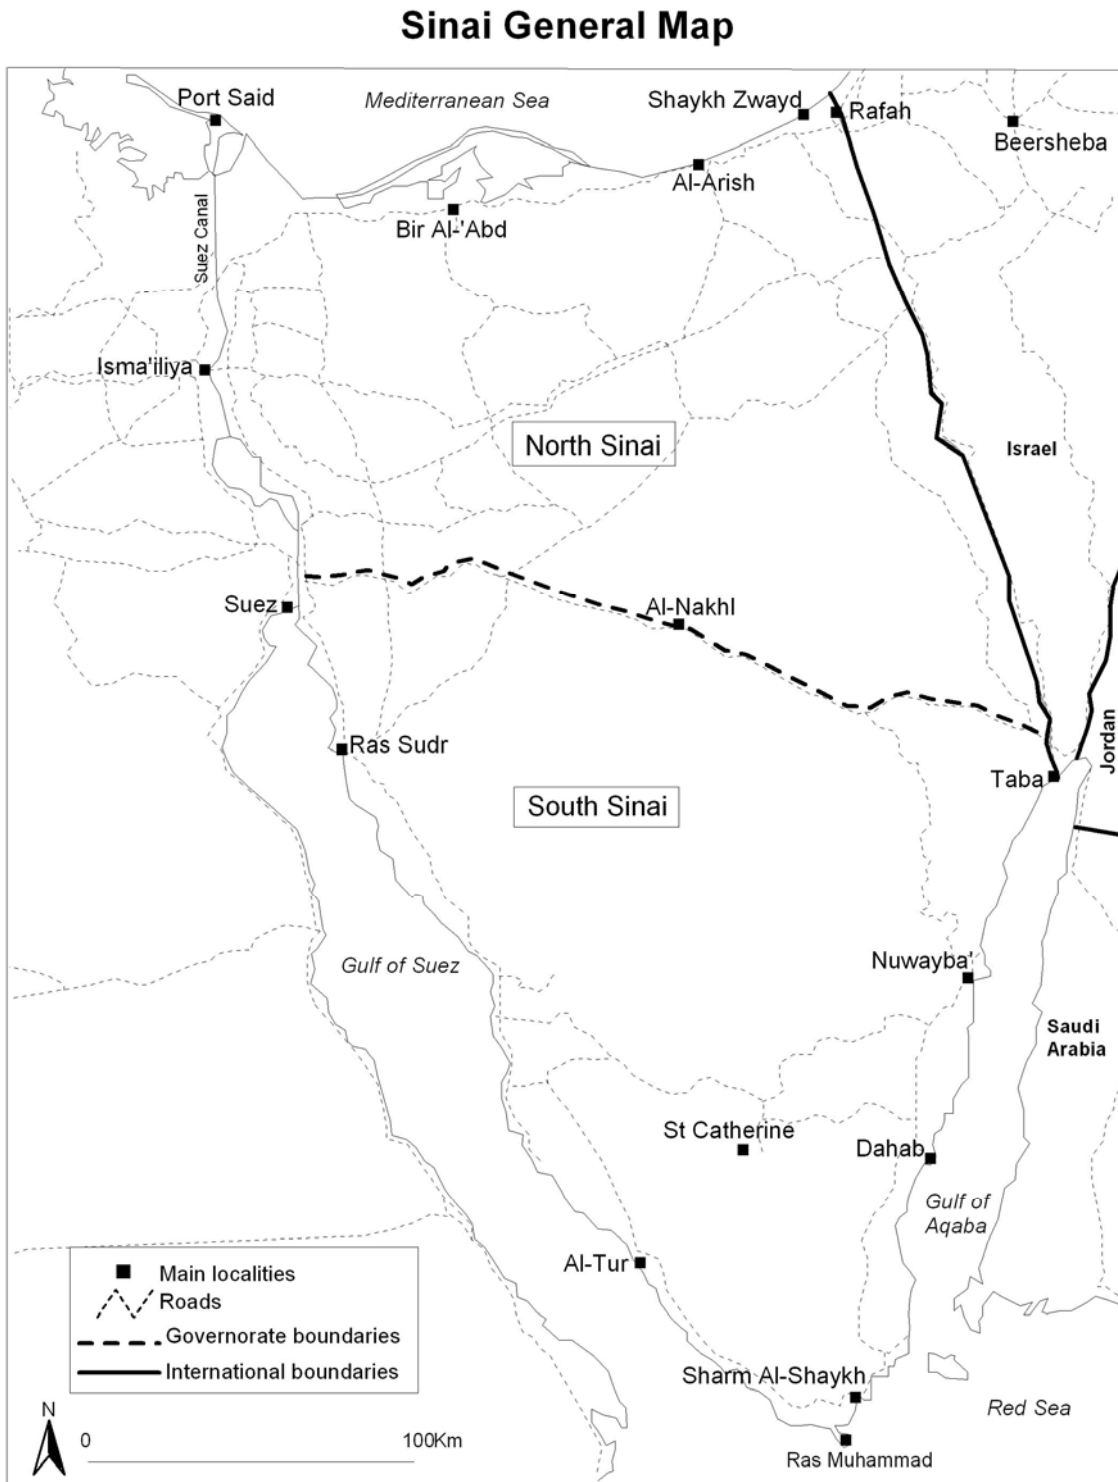 Sinai General Map
Port Said
Mediterranean Sea
Shaykh Zwayd
Rafah
Beersheba
Al-Arish
Bir Al-'Abd
Suez Canal
Isma'iliya
North Sinai
Israel
Suez
Al-Nakhl
Ras Sudr
Jordan
Taba
South Sinai
Gulf of Suez
Nuwayba'
Saudi
Arabia
St Catherine
Dahab
Gulf of
Aqaba
Al-Tur
Main localities
Roads
Governorate boundaries
International boundaries
Sharm Al-Shaykh
Red Sea
N
0
100Km
Ras Muhammad